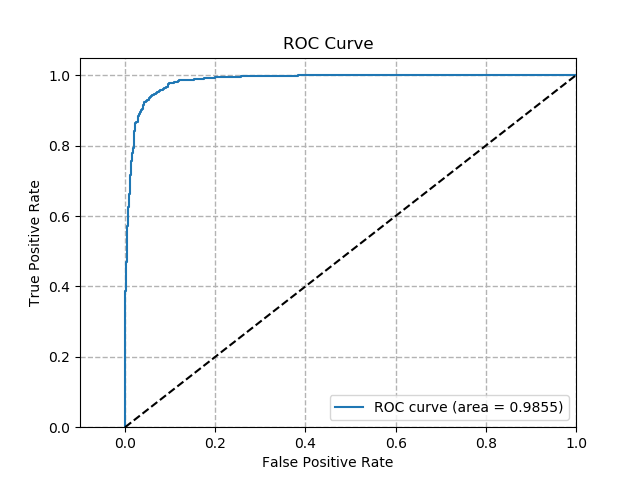 ROC Curve
1.0
0.8
0.6
0.4
0.2
0.0
True Positive Rate
ROC curve (area = 0.9855)
0.0 0.2 0.4 0.6 0.8 1.0
False Positive Rate